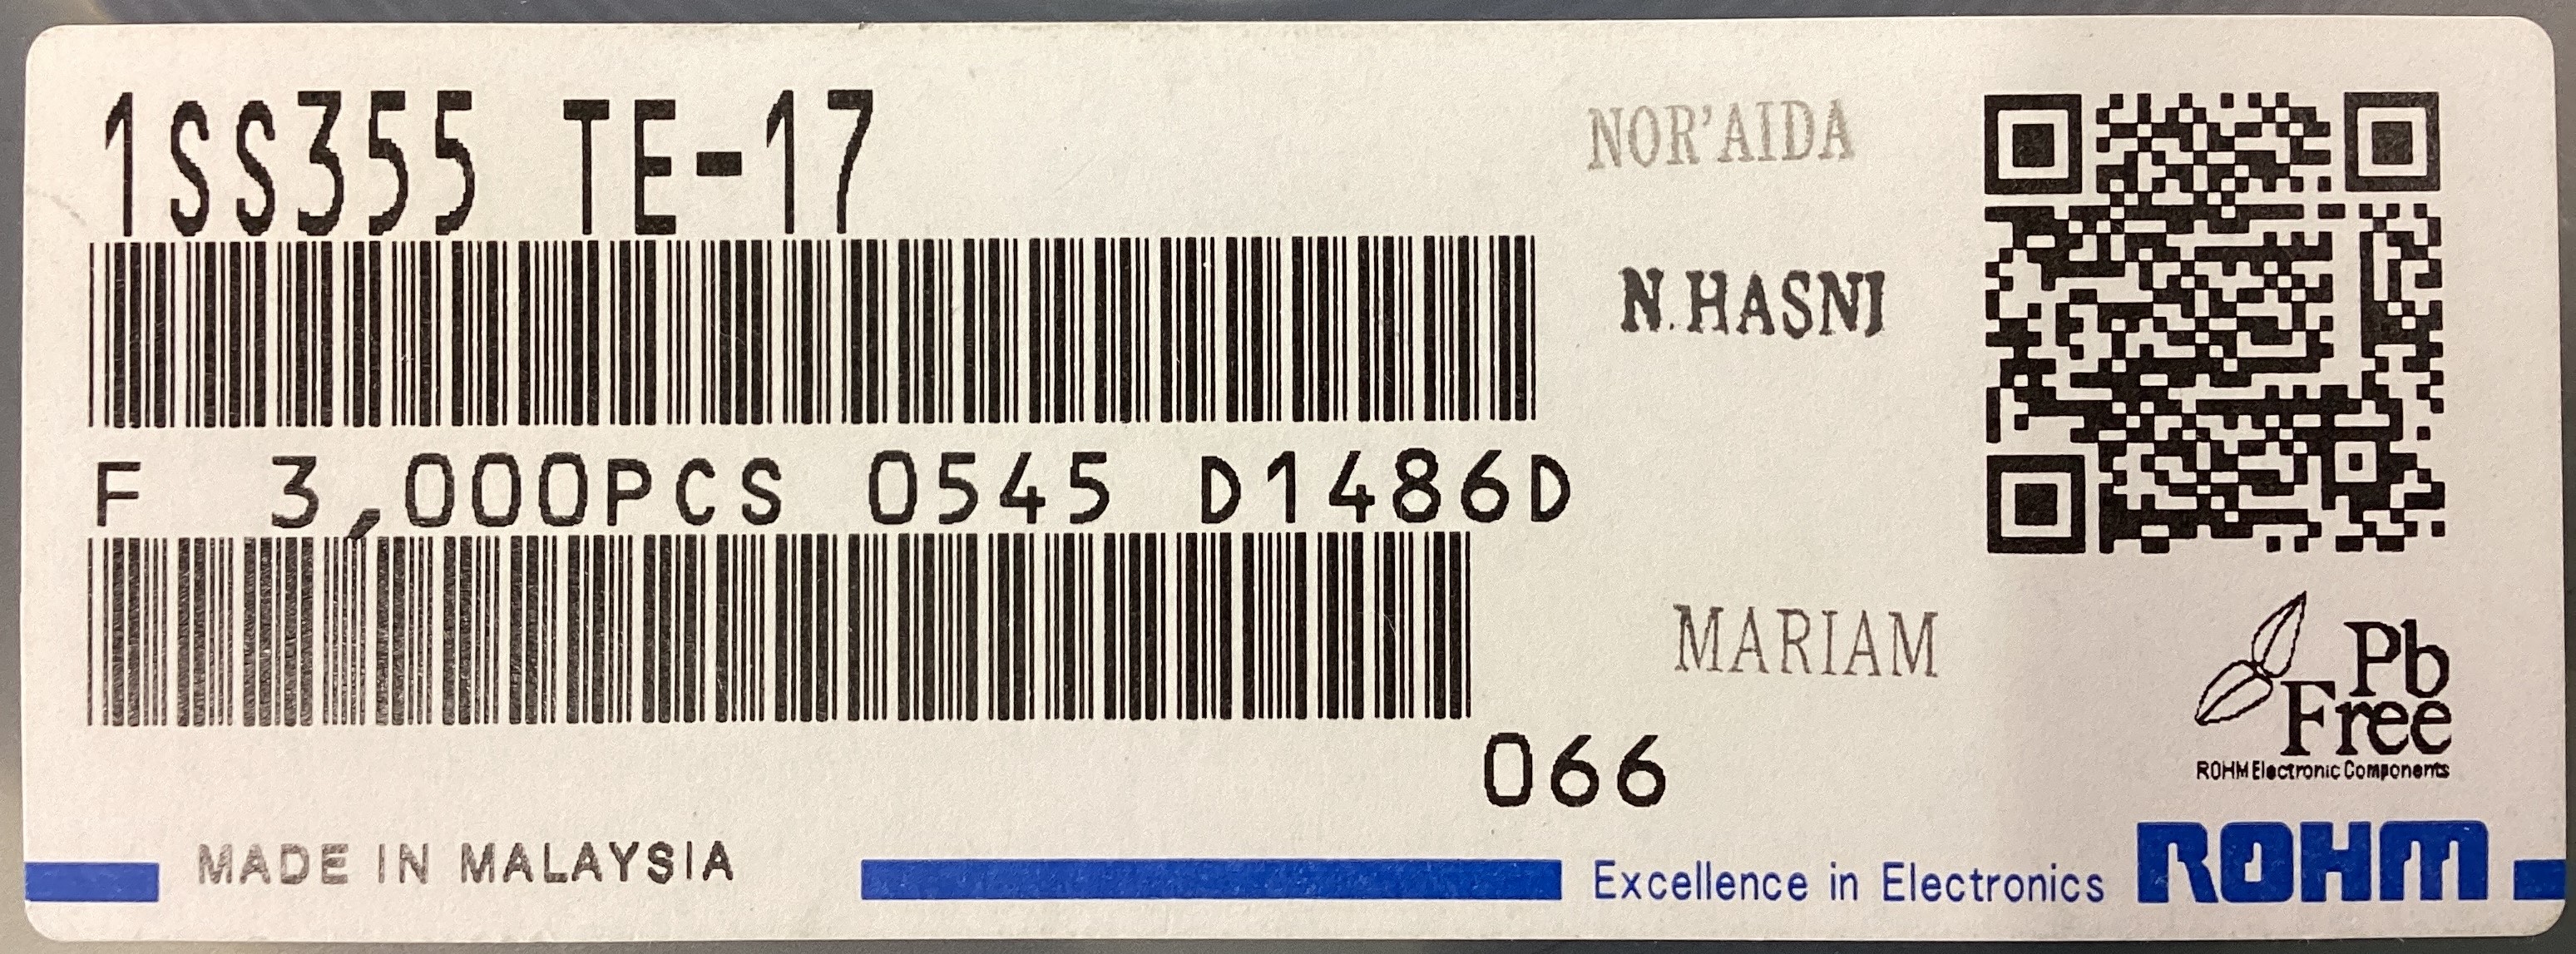 1SS355 TE-17
NOR'AIDA
N.HASNI
F 3,000PCS 0545 D1486D
MARIAM
Pb
Free
ROHM Electronic Components
066
MADE IN MALAYSIA
Excellence in Electronics
ROHM